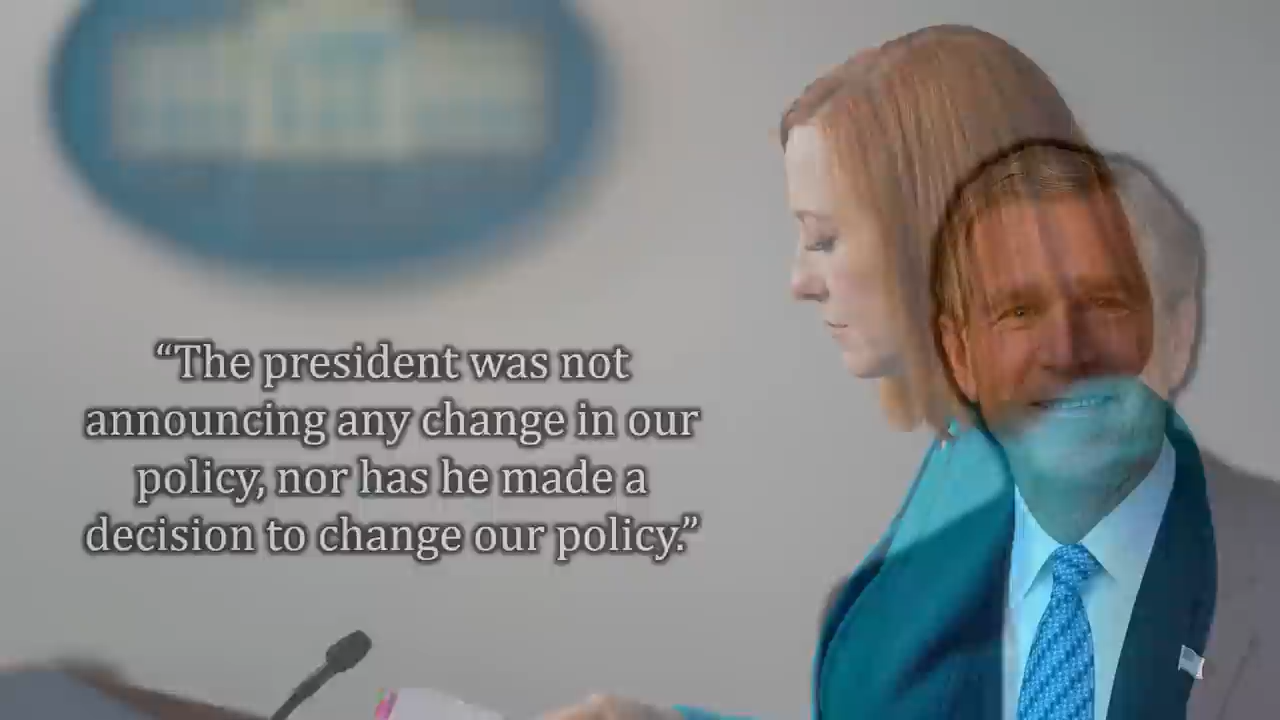 “The president was not
announcing any change in our
policy, nor has he made a
decision to change our policy.”